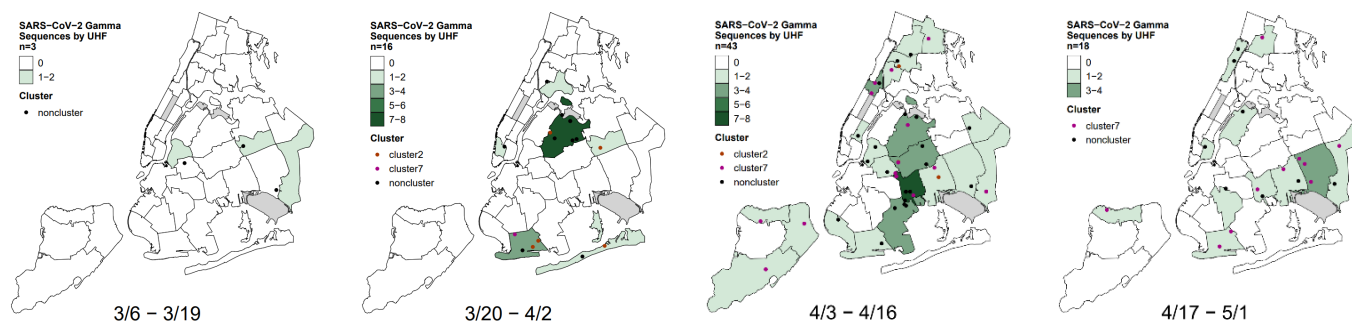 SARS−CoV−2 Gamma
Sequences by UHF
n=3
0
1−2
Cluster
noncluster
3/6 − 3/19
SARS−CoV−2 Gamma
Sequences by UHF
n=16
0
1−2
3−4
5−6
7−8
Cluster
cluster2
cluster7
noncluster
3/20 − 4/2
SARS−CoV−2 Gamma
Sequences by UHF
n=43
0
1−2
3−4
5−6
7−8
Cluster
cluster2
cluster7
noncluster
4/3 − 4/16
SARS−CoV−2 Gamma
Sequences by UHF
n=18
0
1−2
3−4
Cluster
cluster7
noncluster
4/17 − 5/1